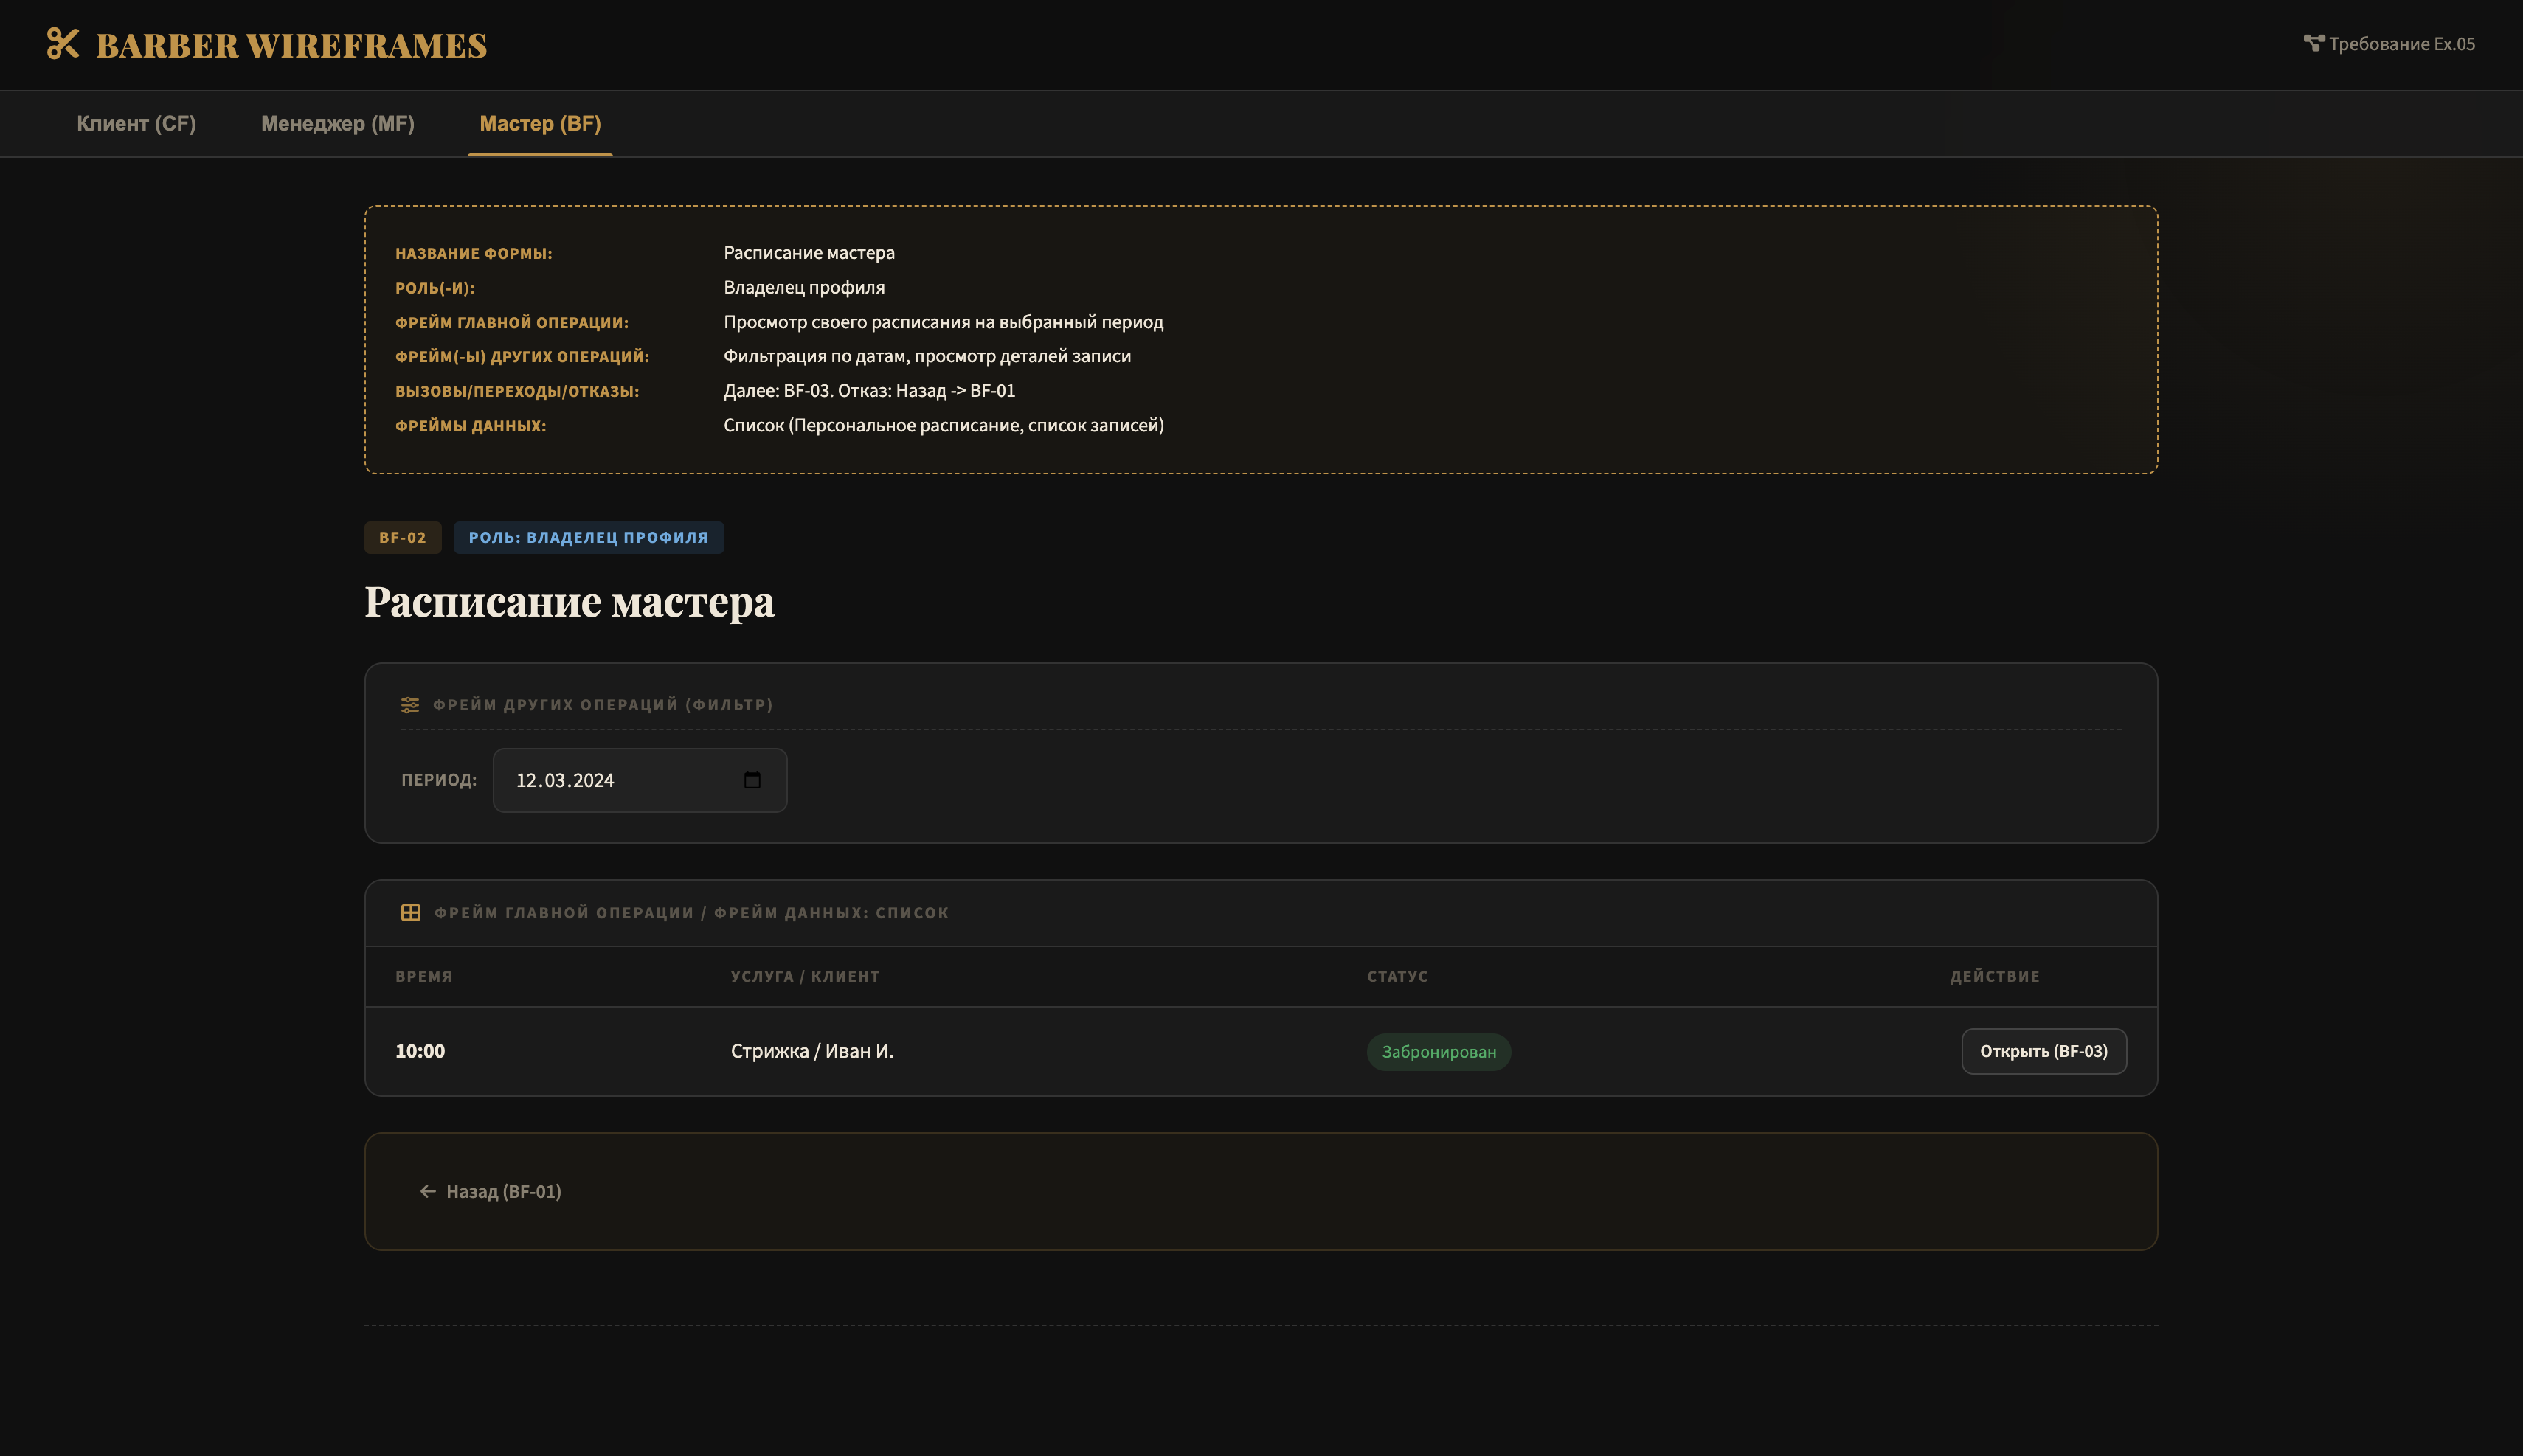 BARBER WIREFRAMES
Требование Ex.05
Клиент (CF) Менеджер (MF) Мастер (BF)
НАЗВАНИЕ ФОРМЫ: Расписание мастера
РОЛЬ(-И): Владелец профиля
ФРЕЙМ ГЛАВНОЙ ОПЕРАЦИИ: Просмотр своего расписания на выбранный период
ФРЕЙМ(-Ы) ДРУГИХ ОПЕРАЦИЙ: Фильтрация по датам, просмотр деталей записи
ВЫЗОВЫ/ПЕРЕХОДЫ/ОТКАЗЫ: Далее: BF-03. Отказ: Назад -> BF-01
ФРЕЙМЫ ДАННЫХ: Список (Персональное расписание, список записей)
BF-02 РОЛЬ: ВЛАДЕЛЕЦ ПРОФИЛЯ
Расписание мастера
ФРЕЙМ ДРУГИХ ОПЕРАЦИЙ (ФИЛЬТР)
ПЕРИОД: 12.03.2024
ФРЕЙМ ГЛАВНОЙ ОПЕРАЦИИ / ФРЕЙМ ДАННЫХ: СПИСОК
ВРЕМЯ УСЛУГА / КЛИЕНТ СТАТУС ДЕЙСТВИЕ
10:00 Стрижка / Иван И. Забронирован Открыть (BF-03)
← Назад (BF-01)